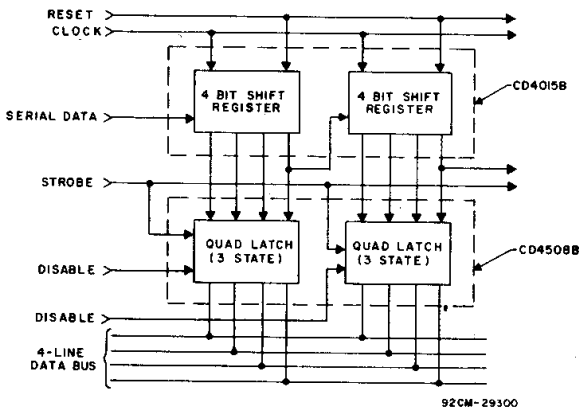 RESET
CLOCK
4 BIT SHIFT
REGISTER
4 BIT SHIFT
REGISTER
CD4015B
SERIAL DATA
STROBE
QUAD LATCH
(3 STATE)
QUAD LATCH
(3 STATE)
CD4508B
DISABLE
DISABLE
4-LINE
DATA BUS
92CM-29300